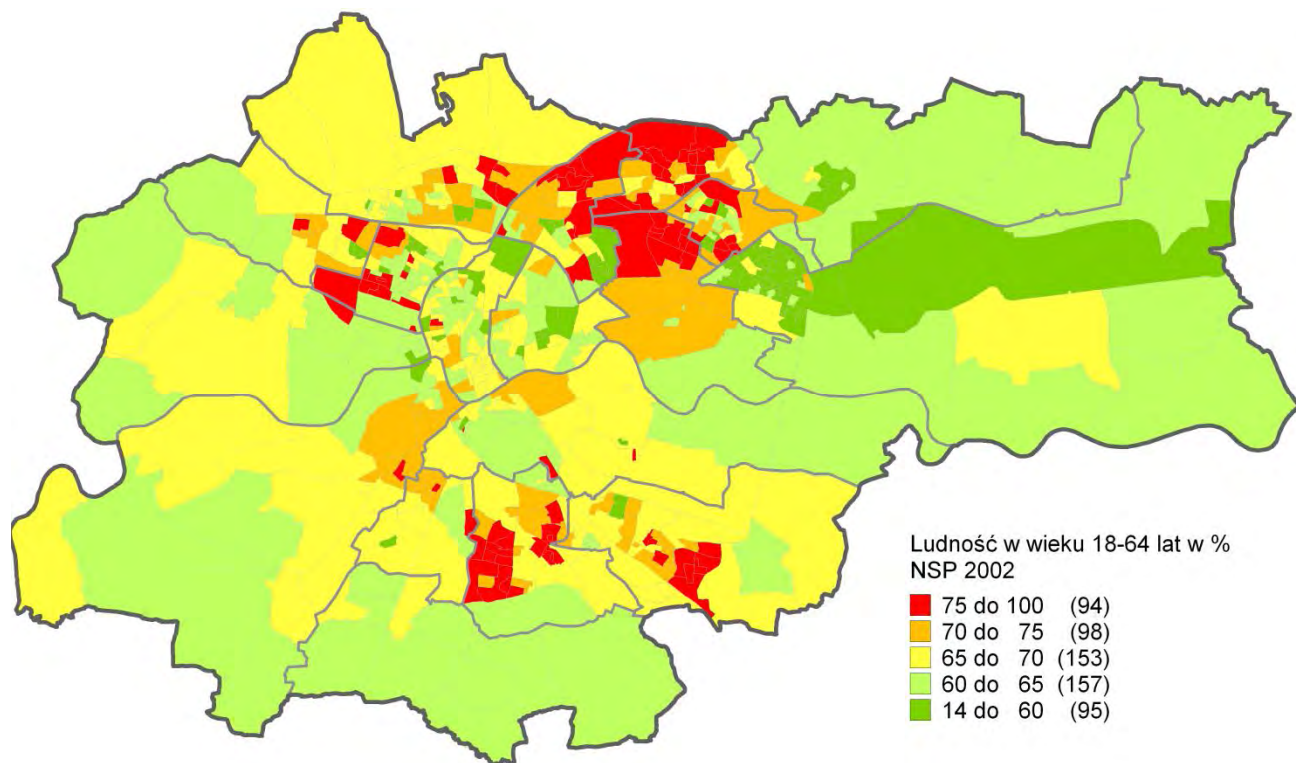 Ludność w wieku 18-64 lat w %
NSP 2002
75 do 100 (94)
70 do 75 (98)
65 do 70 (153)
60 do 65 (157)
14 do 60 (95)